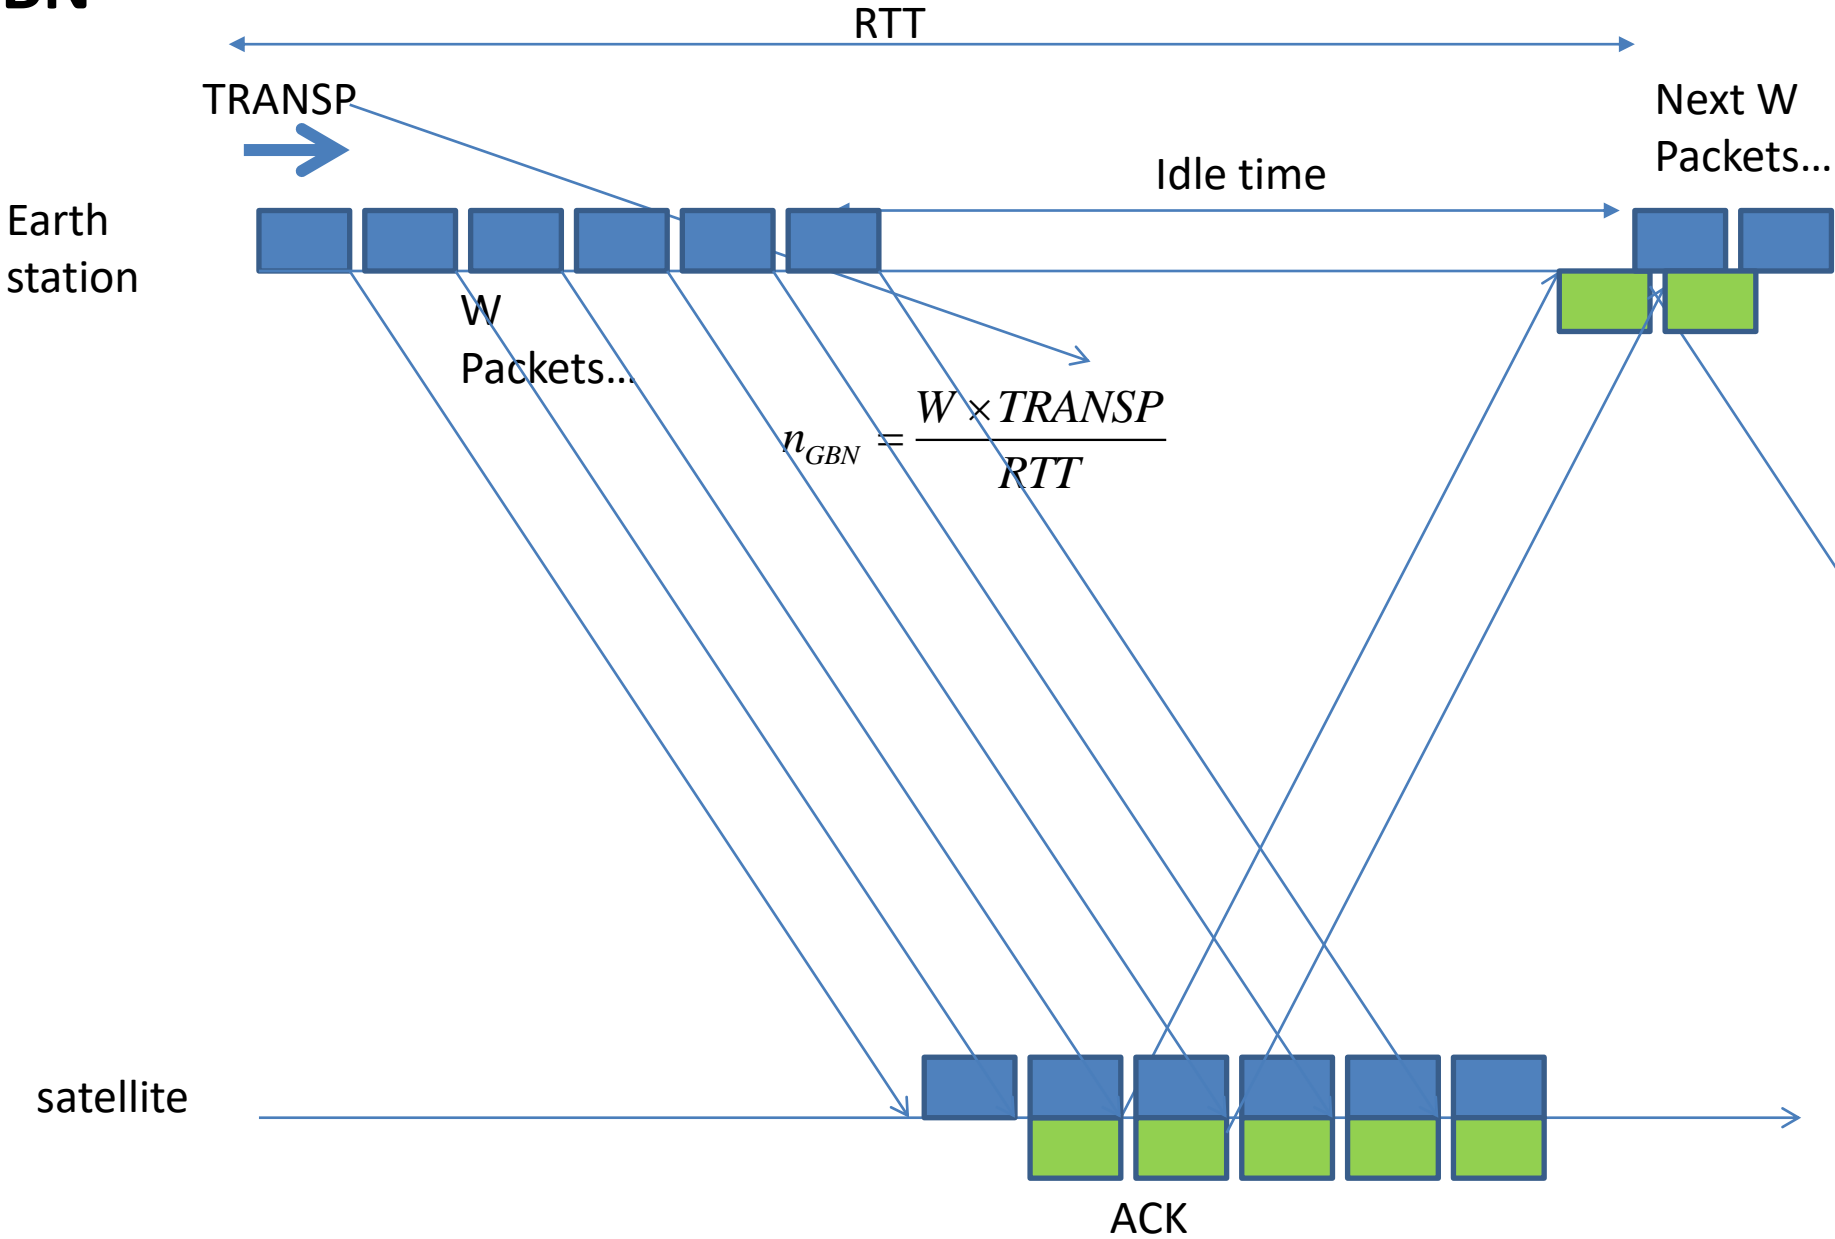 RTT
TRANSP
Next W
Packets...
Idle time
Earth
station
W
Packets...
n_GBN = W × TRANSP / RTT
satellite
ACK